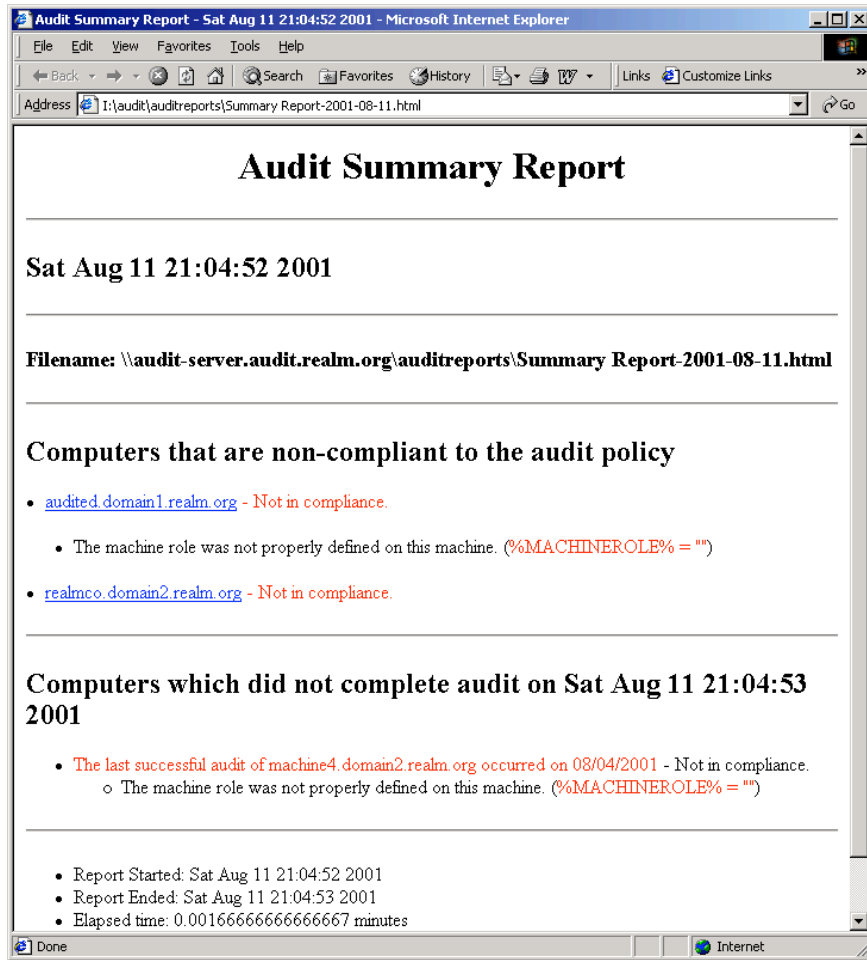 Audit Summary Report - Sat Aug 11 21:04:52 2001 - Microsoft Internet Explorer
File Edit View Favorites Tools Help
Back Search Favorites History Links Customize Links »
Address I:\audit\auditreports\Summary Report-2001-08-11.html Go
Audit Summary Report
Sat Aug 11 21:04:52 2001
Filename: \\audit-server.audit.realm.org\auditreports\Summary Report-2001-08-11.html
Computers that are non-compliant to the audit policy
• audited.domain1.realm.org - Not in compliance.
• The machine role was not properly defined on this machine. (%MACHINEROLE% = "")
• realmco.domain2.realm.org - Not in compliance.
Computers which did not complete audit on Sat Aug 11 21:04:53
2001
• The last successful audit of machine4.domain2.realm.org occurred on 08/04/2001 - Not in compliance.
o The machine role was not properly defined on this machine. (%MACHINEROLE% = "")
• Report Started: Sat Aug 11 21:04:52 2001
• Report Ended: Sat Aug 11 21:04:53 2001
• Elapsed time: 0.00166666666666667 minutes
Done Internet